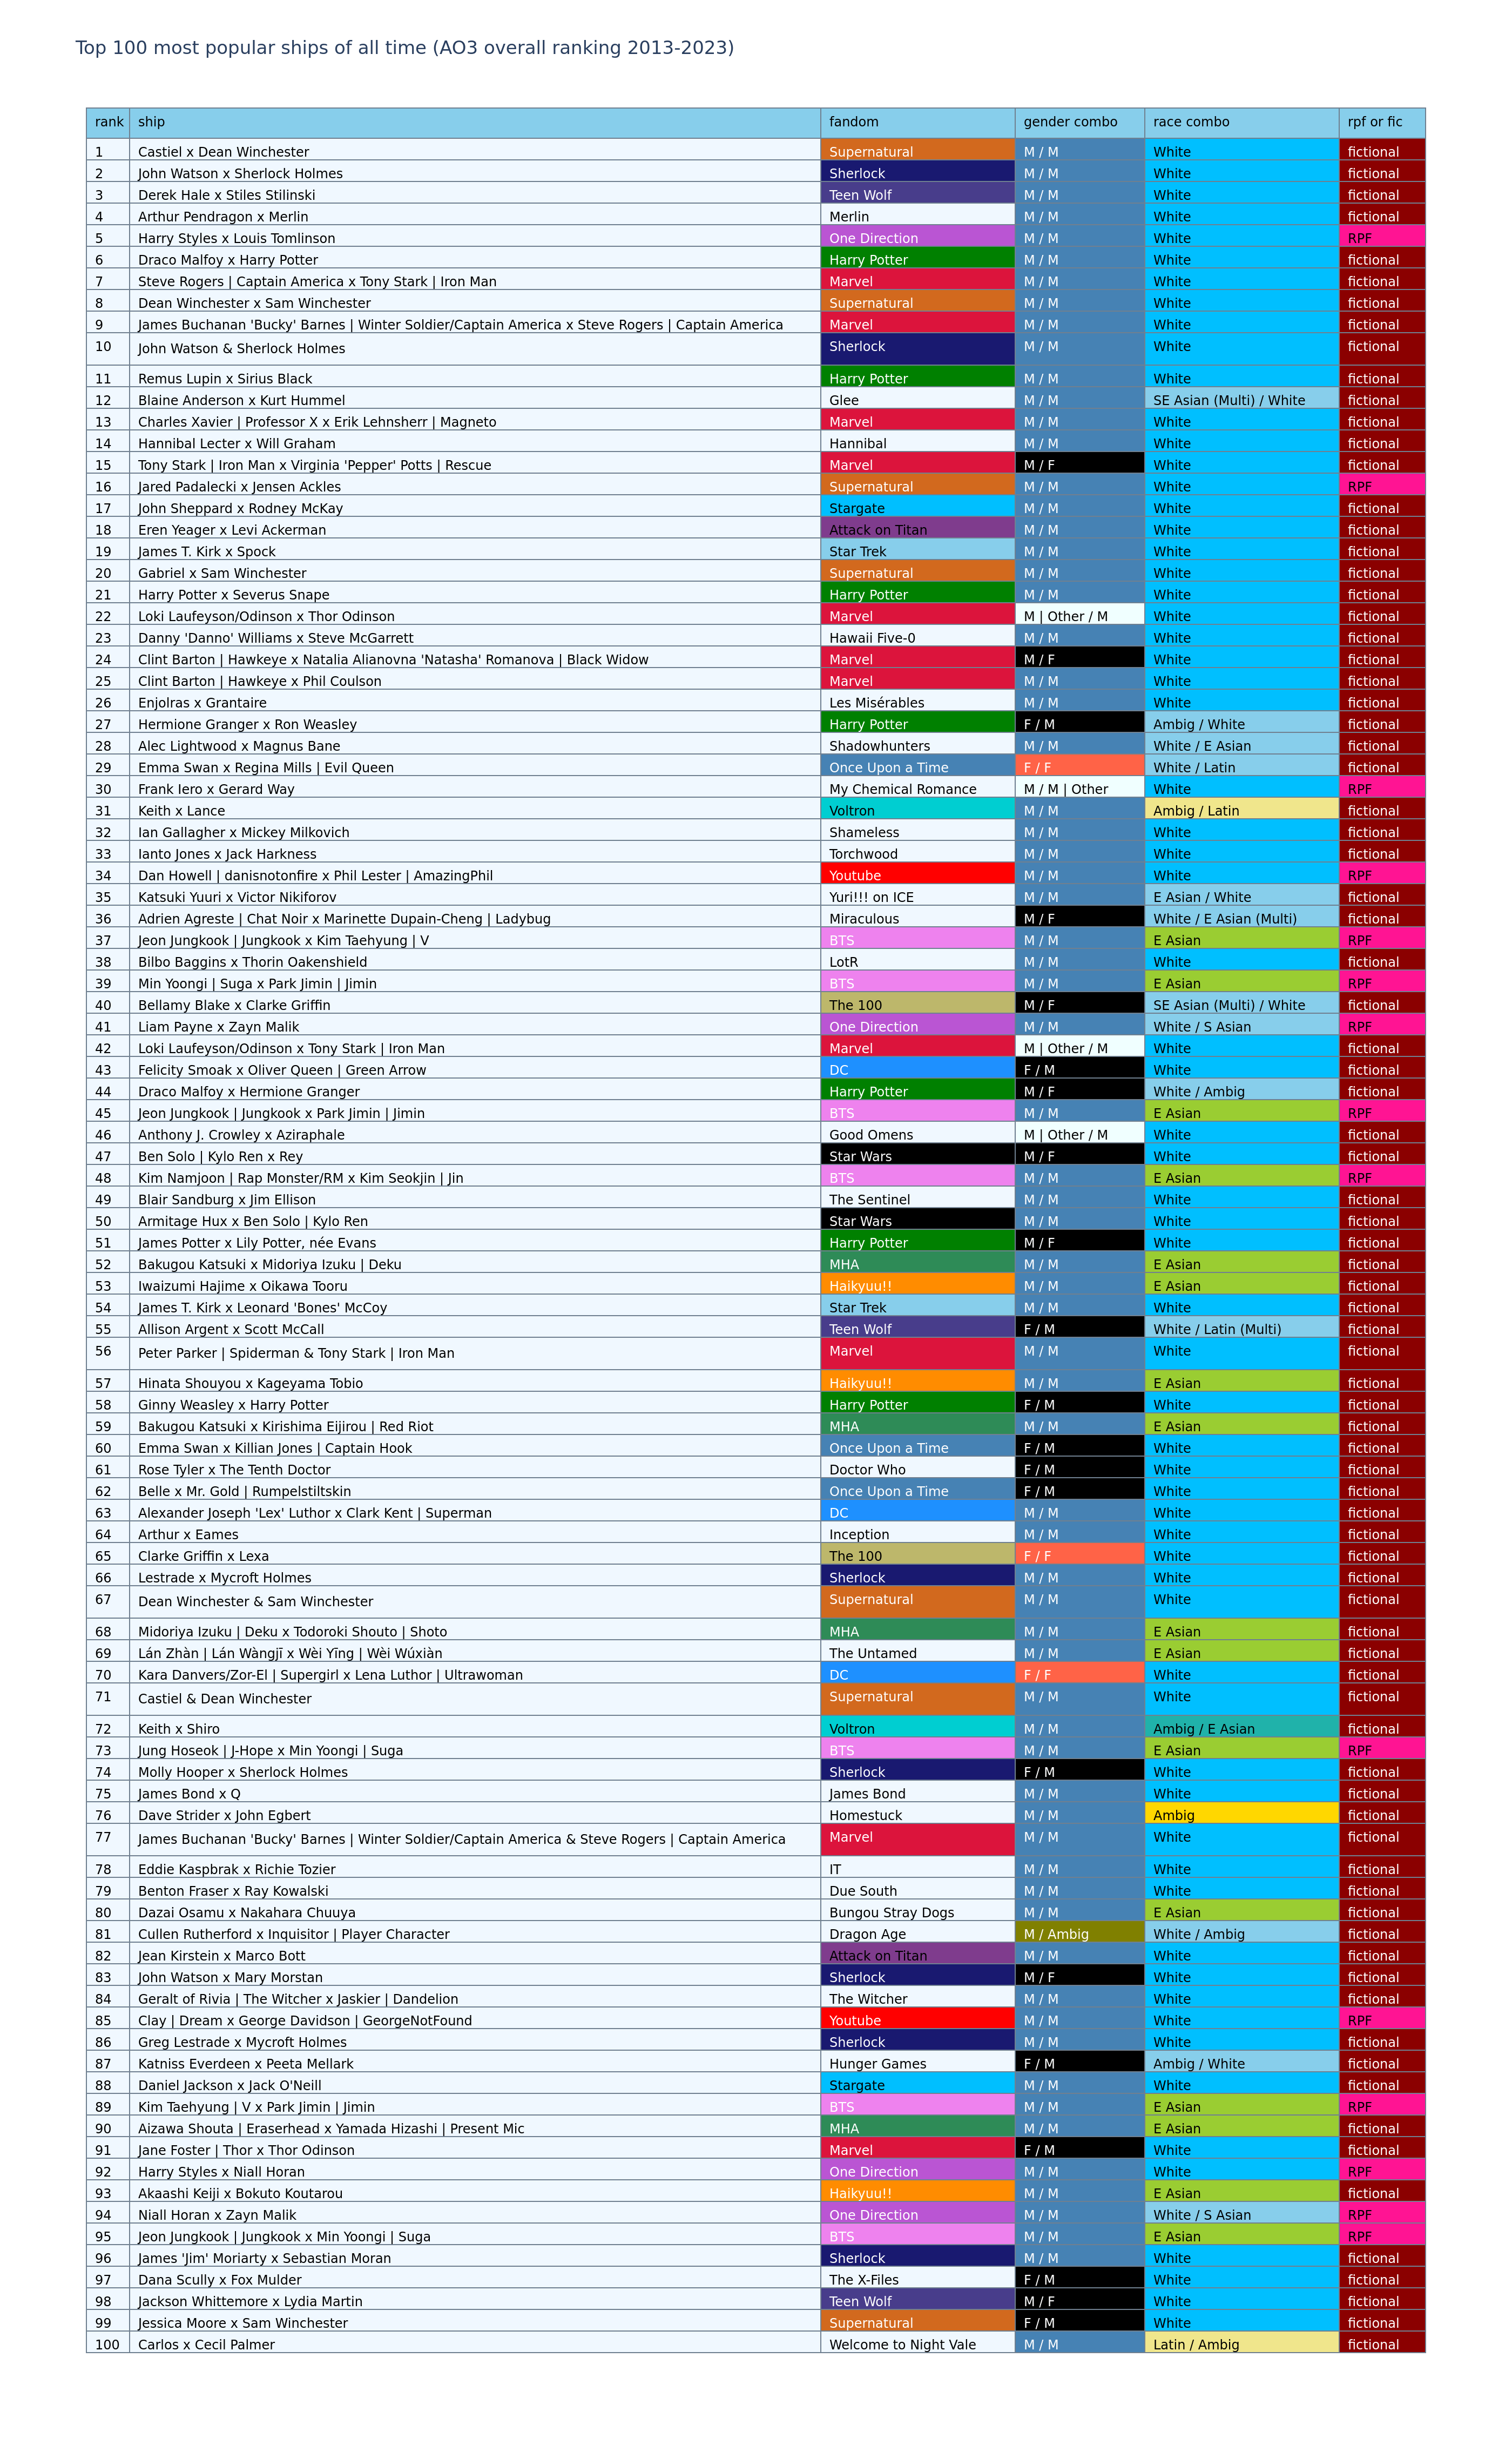 Top 100 most popular ships of all time (AO3 overall ranking 2013-2023)
rank ship fandom gender combo race combo rpf or fic
1 Castiel x Dean Winchester Supernatural M / M White fictional
2 John Watson x Sherlock Holmes Sherlock M / M White fictional
3 Derek Hale x Stiles Stilinski Teen Wolf M / M White fictional
4 Arthur Pendragon x Merlin Merlin M / M White fictional
5 Harry Styles x Louis Tomlinson One Direction M / M White RPF
6 Draco Malfoy x Harry Potter Harry Potter M / M White fictional
7 Steve Rogers | Captain America x Tony Stark | Iron Man Marvel M / M White fictional
8 Dean Winchester x Sam Winchester Supernatural M / M White fictional
9 James Buchanan 'Bucky' Barnes | Winter Soldier/Captain America x Steve Rogers | Captain America Marvel M / M White fictional
10 John Watson & Sherlock Holmes Sherlock M / M White fictional
11 Remus Lupin x Sirius Black Harry Potter M / M White fictional
12 Blaine Anderson x Kurt Hummel Glee M / M SE Asian (Multi) / White fictional
13 Charles Xavier | Professor X x Erik Lehnsherr | Magneto Marvel M / M White fictional
14 Hannibal Lecter x Will Graham Hannibal M / M White fictional
15 Tony Stark | Iron Man x Virginia 'Pepper' Potts | Rescue Marvel M / F White fictional
16 Jared Padalecki x Jensen Ackles Supernatural M / M White RPF
17 John Sheppard x Rodney McKay Stargate M / M White fictional
18 Eren Yeager x Levi Ackerman Attack on Titan M / M White fictional
19 James T. Kirk x Spock Star Trek M / M White fictional
20 Gabriel x Sam Winchester Supernatural M / M White fictional
21 Harry Potter x Severus Snape Harry Potter M / M White fictional
22 Loki Laufeyson/Odinson x Thor Odinson Marvel M | Other / M White fictional
23 Danny 'Danno' Williams x Steve McGarrett Hawaii Five-0 M / M White fictional
24 Clint Barton | Hawkeye x Natalia Alianovna 'Natasha' Romanova | Black Widow Marvel M / F White fictional
25 Clint Barton | Hawkeye x Phil Coulson Marvel M / M White fictional
26 Enjolras x Grantaire Les Misérables M / M White fictional
27 Hermione Granger x Ron Weasley Harry Potter F / M Ambig / White fictional
28 Alec Lightwood x Magnus Bane Shadowhunters M / M White / E Asian fictional
29 Emma Swan x Regina Mills | Evil Queen Once Upon a Time F / F White / Latin fictional
30 Frank Iero x Gerard Way My Chemical Romance M / M | Other White RPF
31 Keith x Lance Voltron M / M Ambig / Latin fictional
32 Ian Gallagher x Mickey Milkovich Shameless M / M White fictional
33 Ianto Jones x Jack Harkness Torchwood M / M White fictional
34 Dan Howell | danisnotonfire x Phil Lester | AmazingPhil Youtube M / M White RPF
35 Katsuki Yuuri x Victor Nikiforov Yuri!!! on ICE M / M E Asian / White fictional
36 Adrien Agreste | Chat Noir x Marinette Dupain-Cheng | Ladybug Miraculous M / F White / E Asian (Multi) fictional
37 Jeon Jungkook | Jungkook x Kim Taehyung | V BTS M / M E Asian RPF
38 Bilbo Baggins x Thorin Oakenshield LotR M / M White fictional
39 Min Yoongi | Suga x Park Jimin | Jimin BTS M / M E Asian RPF
40 Bellamy Blake x Clarke Griffin The 100 M / F SE Asian (Multi) / White fictional
41 Liam Payne x Zayn Malik One Direction M / M White / S Asian RPF
42 Loki Laufeyson/Odinson x Tony Stark | Iron Man Marvel M | Other / M White fictional
43 Felicity Smoak x Oliver Queen | Green Arrow DC F / M White fictional
44 Draco Malfoy x Hermione Granger Harry Potter M / F White / Ambig fictional
45 Jeon Jungkook | Jungkook x Park Jimin | Jimin BTS M / M E Asian RPF
46 Anthony J. Crowley x Aziraphale Good Omens M | Other / M White fictional
47 Ben Solo | Kylo Ren x Rey Star Wars M / F White fictional
48 Kim Namjoon | Rap Monster/RM x Kim Seokjin | Jin BTS M / M E Asian RPF
49 Blair Sandburg x Jim Ellison The Sentinel M / M White fictional
50 Armitage Hux x Ben Solo | Kylo Ren Star Wars M / M White fictional
51 James Potter x Lily Potter, née Evans Harry Potter M / F White fictional
52 Bakugou Katsuki x Midoriya Izuku | Deku MHA M / M E Asian fictional
53 Iwaizumi Hajime x Oikawa Tooru Haikyuu!! M / M E Asian fictional
54 James T. Kirk x Leonard 'Bones' McCoy Star Trek M / M White fictional
55 Allison Argent x Scott McCall Teen Wolf F / M White / Latin (Multi) fictional
56 Peter Parker | Spiderman & Tony Stark | Iron Man Marvel M / M White fictional
57 Hinata Shouyou x Kageyama Tobio Haikyuu!! M / M E Asian fictional
58 Ginny Weasley x Harry Potter Harry Potter F / M White fictional
59 Bakugou Katsuki x Kirishima Eijirou | Red Riot MHA M / M E Asian fictional
60 Emma Swan x Killian Jones | Captain Hook Once Upon a Time F / M White fictional
61 Rose Tyler x The Tenth Doctor Doctor Who F / M White fictional
62 Belle x Mr. Gold | Rumpelstiltskin Once Upon a Time F / M White fictional
63 Alexander Joseph 'Lex' Luthor x Clark Kent | Superman DC M / M White fictional
64 Arthur x Eames Inception M / M White fictional
65 Clarke Griffin x Lexa The 100 F / F White fictional
66 Lestrade x Mycroft Holmes Sherlock M / M White fictional
67 Dean Winchester & Sam Winchester Supernatural M / M White fictional
68 Midoriya Izuku | Deku x Todoroki Shouto | Shoto MHA M / M E Asian fictional
69 Lán Zhàn | Lán Wàngjī x Wèi Yīng | Wèi Wúxiàn The Untamed M / M E Asian fictional
70 Kara Danvers/Zor-El | Supergirl x Lena Luthor | Ultrawoman DC F / F White fictional
71 Castiel & Dean Winchester Supernatural M / M White fictional
72 Keith x Shiro Voltron M / M Ambig / E Asian fictional
73 Jung Hoseok | J-Hope x Min Yoongi | Suga BTS M / M E Asian RPF
74 Molly Hooper x Sherlock Holmes Sherlock F / M White fictional
75 James Bond x Q James Bond M / M White fictional
76 Dave Strider x John Egbert Homestuck M / M Ambig fictional
77 James Buchanan 'Bucky' Barnes | Winter Soldier/Captain America & Steve Rogers | Captain America Marvel M / M White fictional
78 Eddie Kaspbrak x Richie Tozier IT M / M White fictional
79 Benton Fraser x Ray Kowalski Due South M / M White fictional
80 Dazai Osamu x Nakahara Chuuya Bungou Stray Dogs M / M E Asian fictional
81 Cullen Rutherford x Inquisitor | Player Character Dragon Age M / Ambig White / Ambig fictional
82 Jean Kirstein x Marco Bott Attack on Titan M / M White fictional
83 John Watson x Mary Morstan Sherlock M / F White fictional
84 Geralt of Rivia | The Witcher x Jaskier | Dandelion The Witcher M / M White fictional
85 Clay | Dream x George Davidson | GeorgeNotFound Youtube M / M White RPF
86 Greg Lestrade x Mycroft Holmes Sherlock M / M White fictional
87 Katniss Everdeen x Peeta Mellark Hunger Games F / M Ambig / White fictional
88 Daniel Jackson x Jack O'Neill Stargate M / M White fictional
89 Kim Taehyung | V x Park Jimin | Jimin BTS M / M E Asian RPF
90 Aizawa Shouta | Eraserhead x Yamada Hizashi | Present Mic MHA M / M E Asian fictional
91 Jane Foster | Thor x Thor Odinson Marvel F / M White fictional
92 Harry Styles x Niall Horan One Direction M / M White RPF
93 Akaashi Keiji x Bokuto Koutarou Haikyuu!! M / M E Asian fictional
94 Niall Horan x Zayn Malik One Direction M / M White / S Asian RPF
95 Jeon Jungkook | Jungkook x Min Yoongi | Suga BTS M / M E Asian RPF
96 James 'Jim' Moriarty x Sebastian Moran Sherlock M / M White fictional
97 Dana Scully x Fox Mulder The X-Files F / M White fictional
98 Jackson Whittemore x Lydia Martin Teen Wolf M / F White fictional
99 Jessica Moore x Sam Winchester Supernatural F / M White fictional
100 Carlos x Cecil Palmer Welcome to Night Vale M / M Latin / Ambig fictional